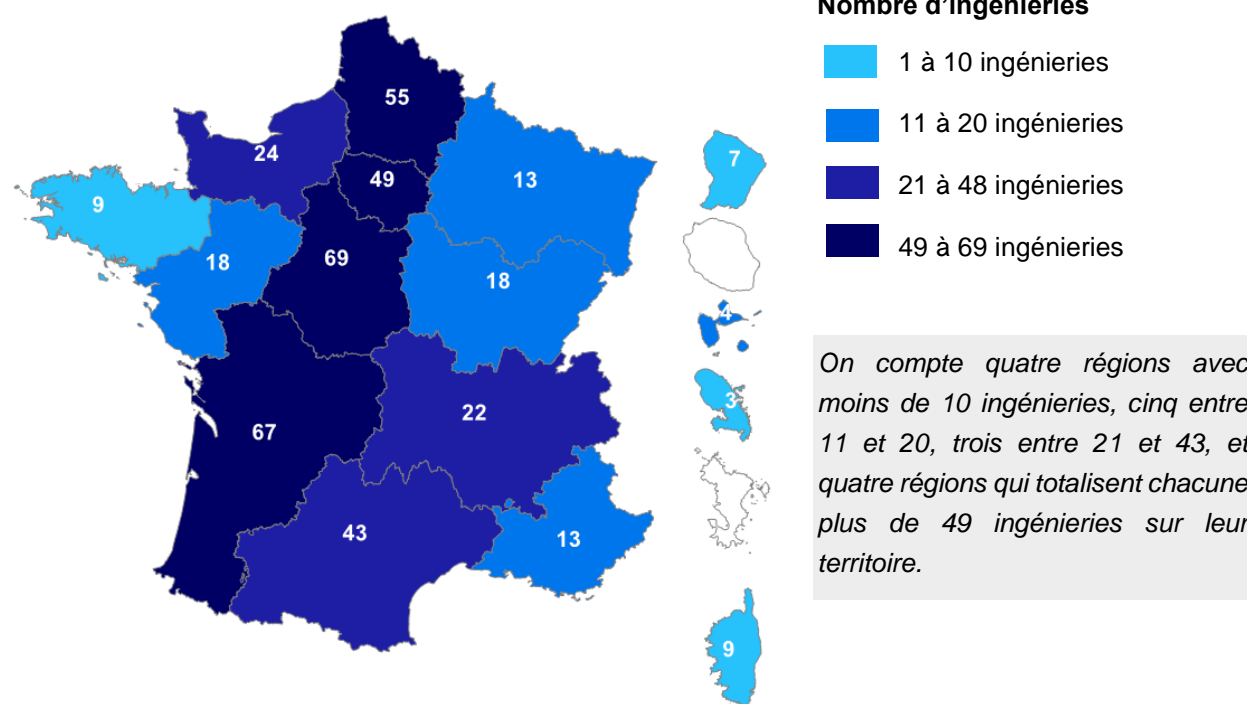 Nombre d'ingénieries
1 à 10 ingénieries
11 à 20 ingénieries
21 à 48 ingénieries
49 à 69 ingénieries
55
24
49
13
7
9
18
69
18
4
3
22
67
43
13
9
On compte quatre régions avec
moins de 10 ingénieries, cinq entre
11 et 20, trois entre 21 et 43, et
quatre régions qui totalisent chacune
plus de 49 ingénieries sur leur
territoire.